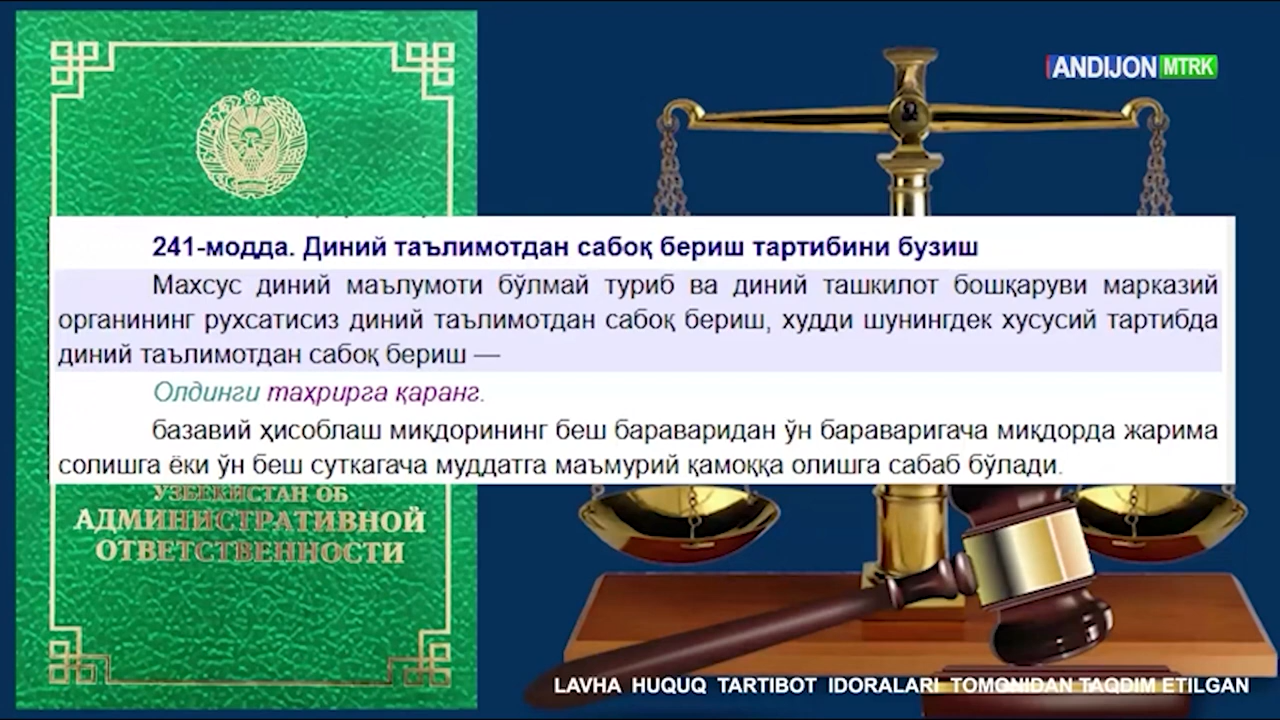 ANDIJON MTRK
241-модда. Диний таълимотдан сабоқ бериш тартибини бузиш
Махсус диний маълумоти бўлмай туриб ва диний ташкилот бошқаруви марказий
органининг рухсатисиз диний таълимотдан сабоқ бериш, худди шунингдек хусусий тартибда
диний таълимотдан сабоқ бериш —
Олдинги таҳрирга қаранг.
базавий ҳисоблаш миқдорининг беш бараваридан ўн бараваригача миқдорда жарима
солишга ёки ўн беш суткагача муддатга маъмурий қамоққа олишга сабаб бўлади.
УЗБЕКИСТАН ОБ
АДМИНИСТРАТИВНОЙ
ОТВЕТСТВЕННОСТИ
LAVHA HUQUQ TARTIBOT IDORALARI TOMONIDAN TAQDIM ETILGAN